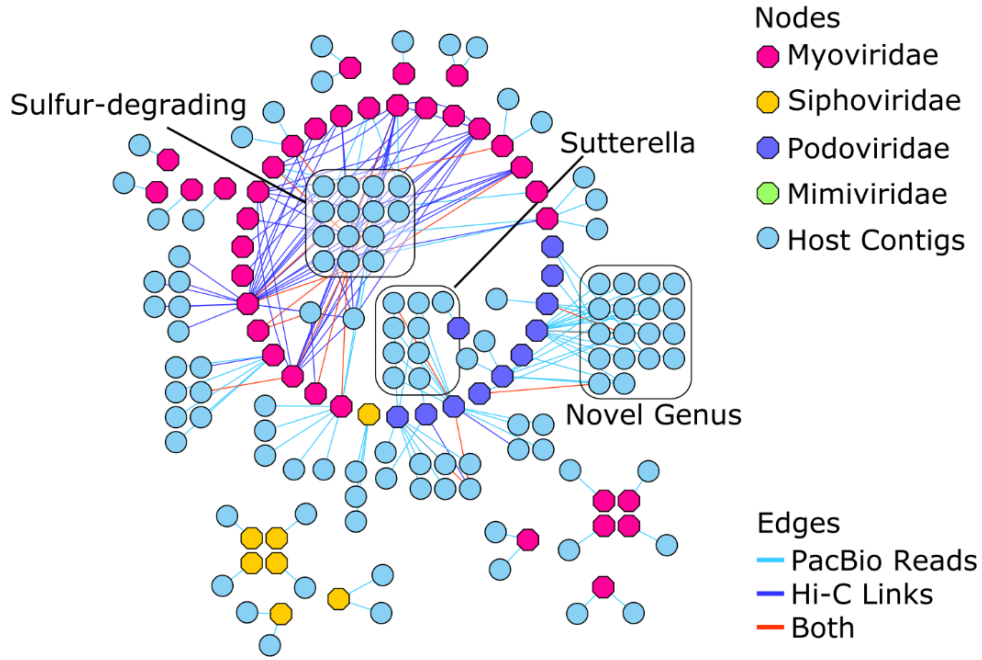 Nodes
Myoviridae
Siphoviridae
Podoviridae
Mimiviridae
Host Contigs
Sulfur-degrading
Sutterella
Novel Genus
Edges
PacBio Reads
Hi-C Links
Both